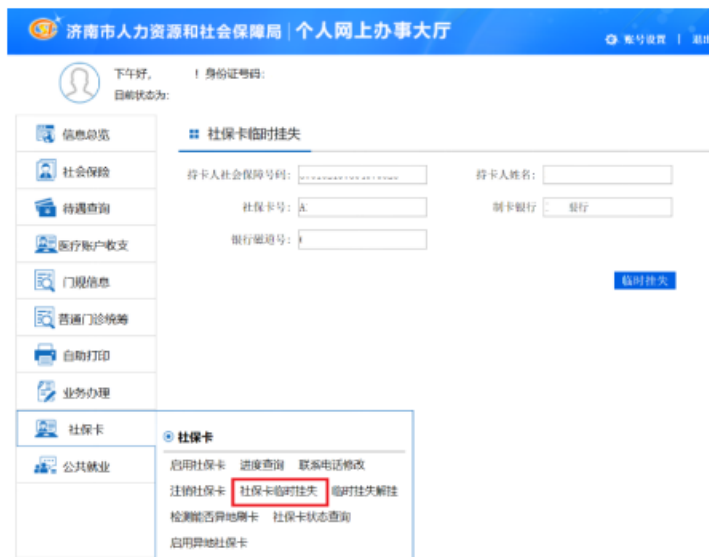 济南市人力资源和社会保障局 | 个人网上办事大厅
账号设置 |
下午好, ! 身份证号码:
目前状态为:
信息总览
社会保险
待遇查询
医疗账户收支
门规信息
普通门诊统筹
自助打印
业务办理
社保卡
公共就业
社保卡临时挂失
持卡人社会保障号码: 持卡人姓名:
社保卡号: A 制卡银行 银行
银行磁道号:
临时挂失
社保卡
启用社保卡 进度查询 联系电话修改
注销社保卡 社保卡临时挂失 临时挂失解挂
检测能否异地刷卡 社保卡状态查询
启用异地社保卡